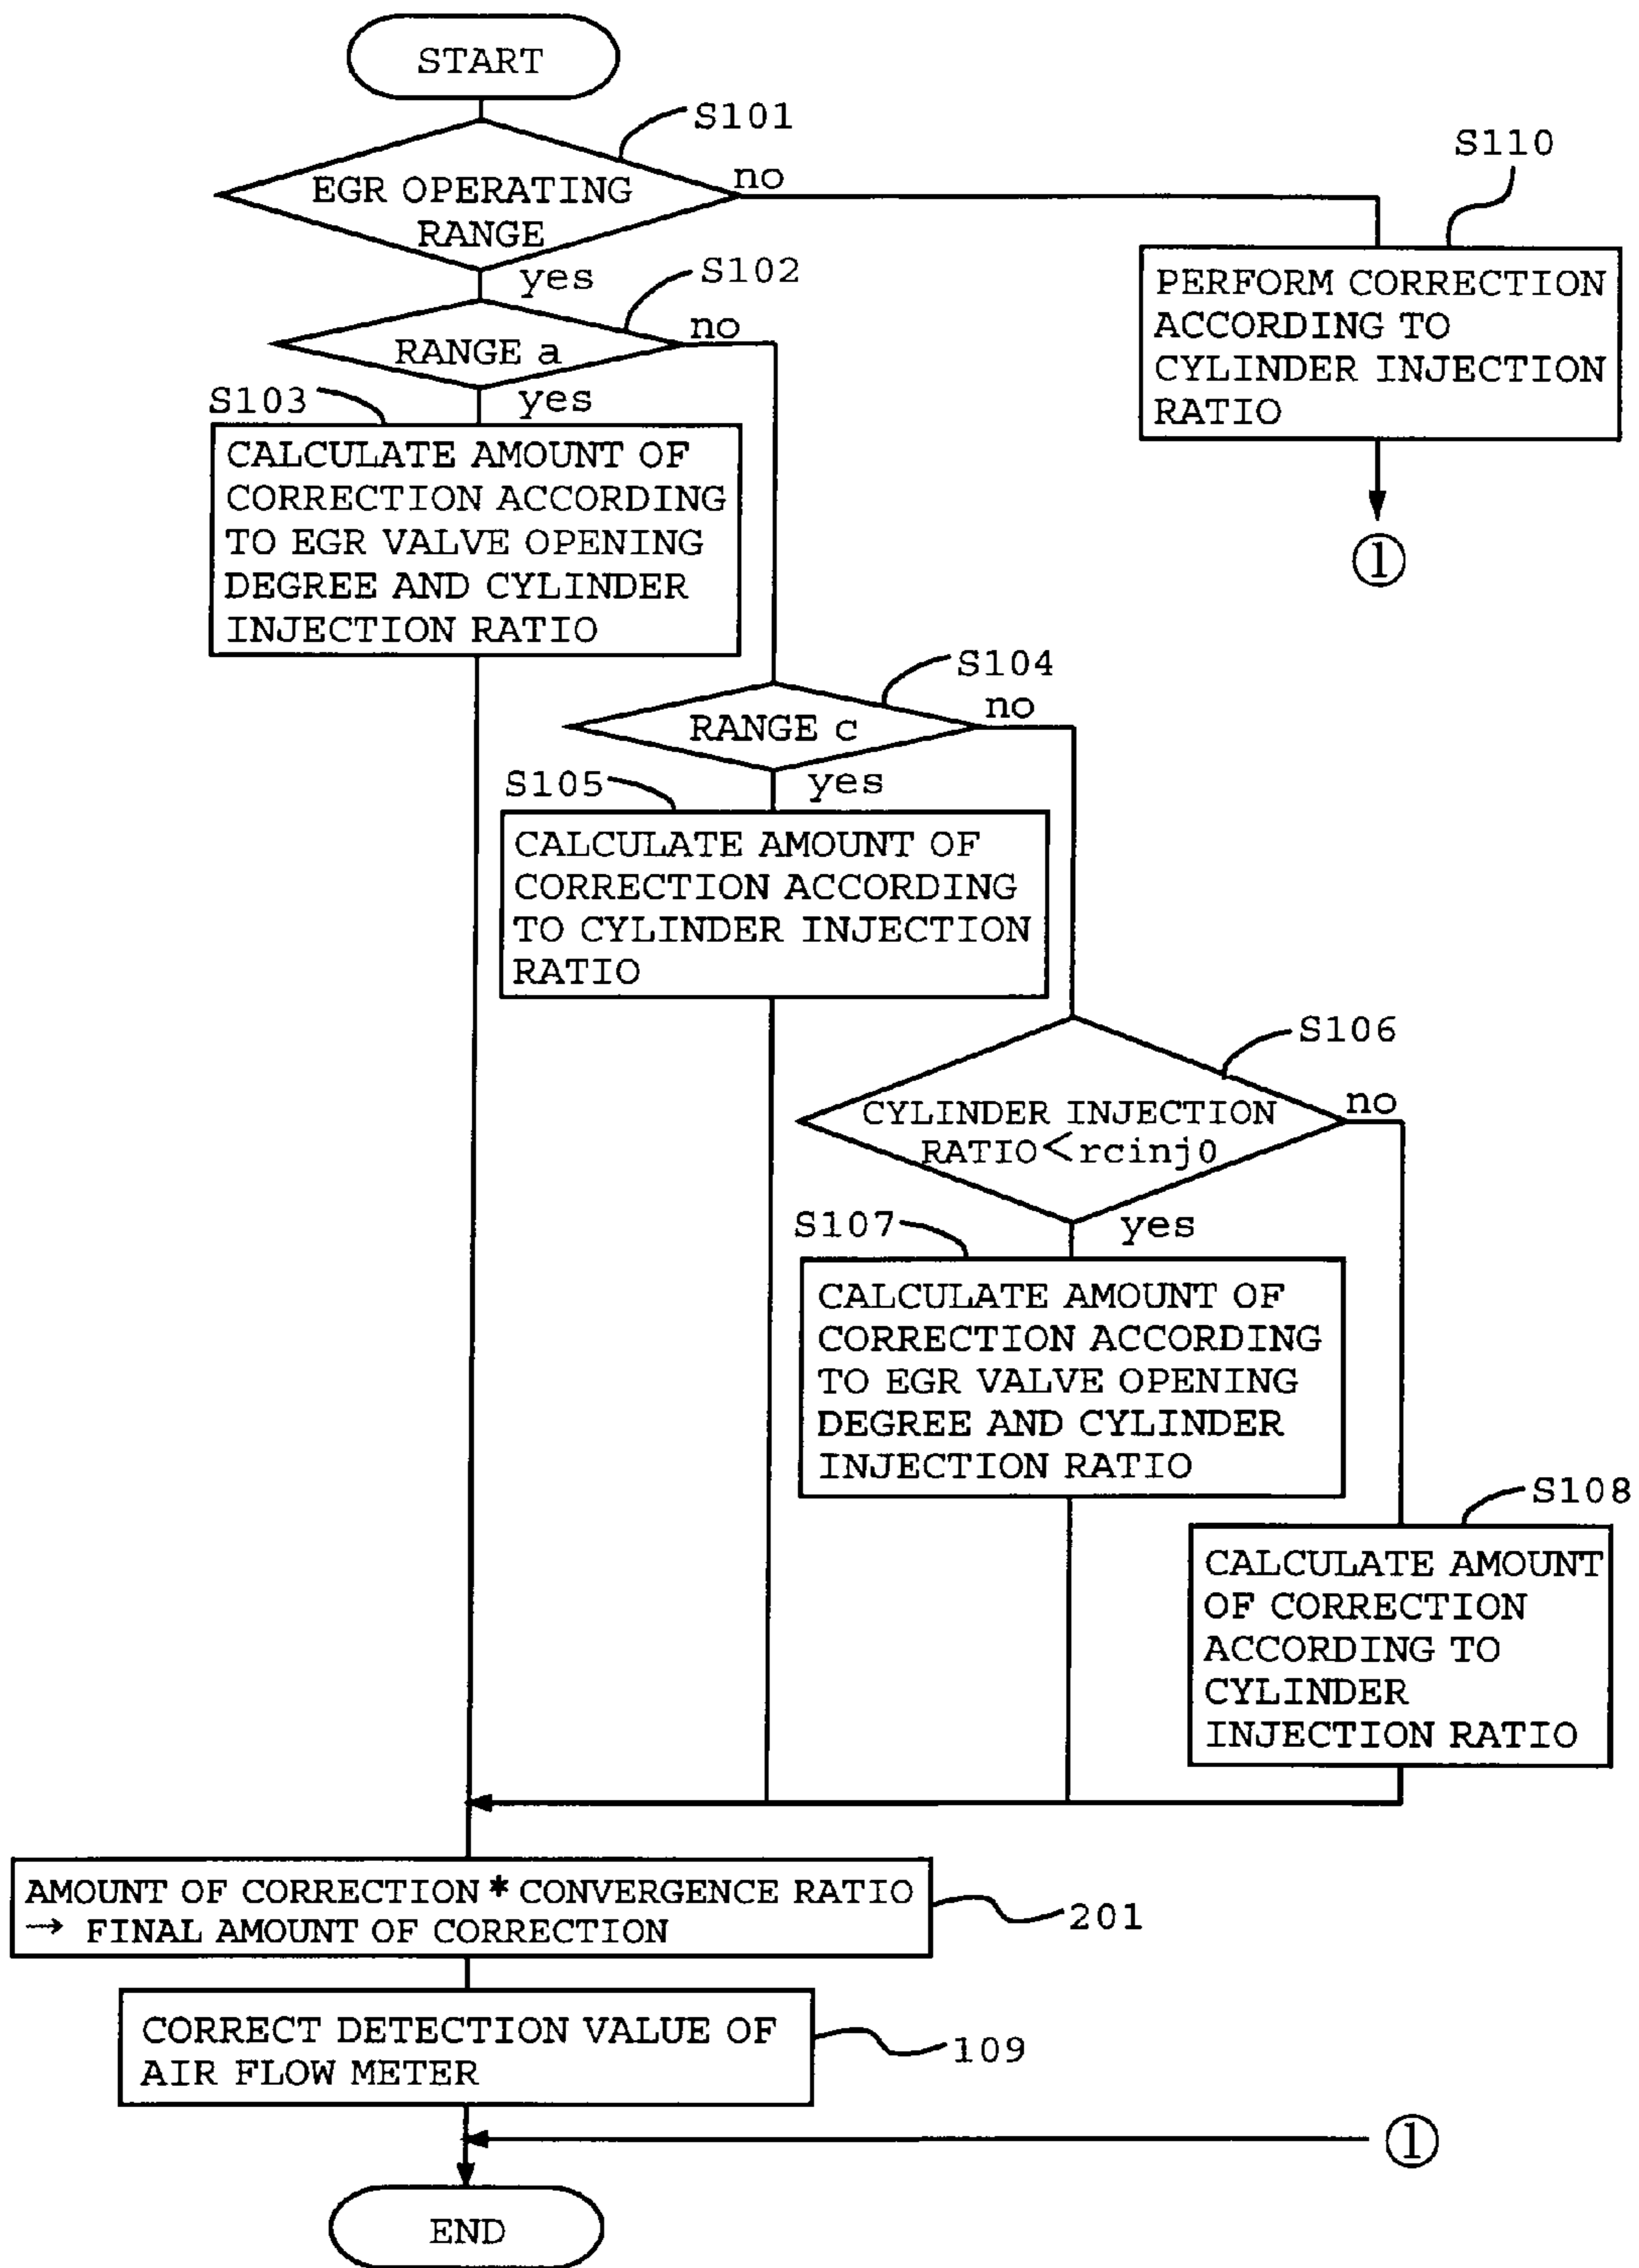 START
S101
EGR OPERATING
RANGE
no
yes
S110
PERFORM CORRECTION
ACCORDING TO
CYLINDER INJECTION
RATIO
①
S102
RANGE a
no
yes
S103
CALCULATE AMOUNT OF
CORRECTION ACCORDING
TO EGR VALVE OPENING
DEGREE AND CYLINDER
INJECTION RATIO
S104
RANGE c
no
yes
S105
CALCULATE AMOUNT OF
CORRECTION ACCORDING
TO CYLINDER INJECTION
RATIO
S106
CYLINDER INJECTION
RATIO<rcinj0
no
yes
S107
CALCULATE AMOUNT OF
CORRECTION ACCORDING
TO EGR VALVE OPENING
DEGREE AND CYLINDER
INJECTION RATIO
S108
CALCULATE AMOUNT
OF CORRECTION
ACCORDING TO
CYLINDER
INJECTION RATIO
AMOUNT OF CORRECTION * CONVERGENCE RATIO
→ FINAL AMOUNT OF CORRECTION
201
CORRECT DETECTION VALUE OF
AIR FLOW METER
109
①
END